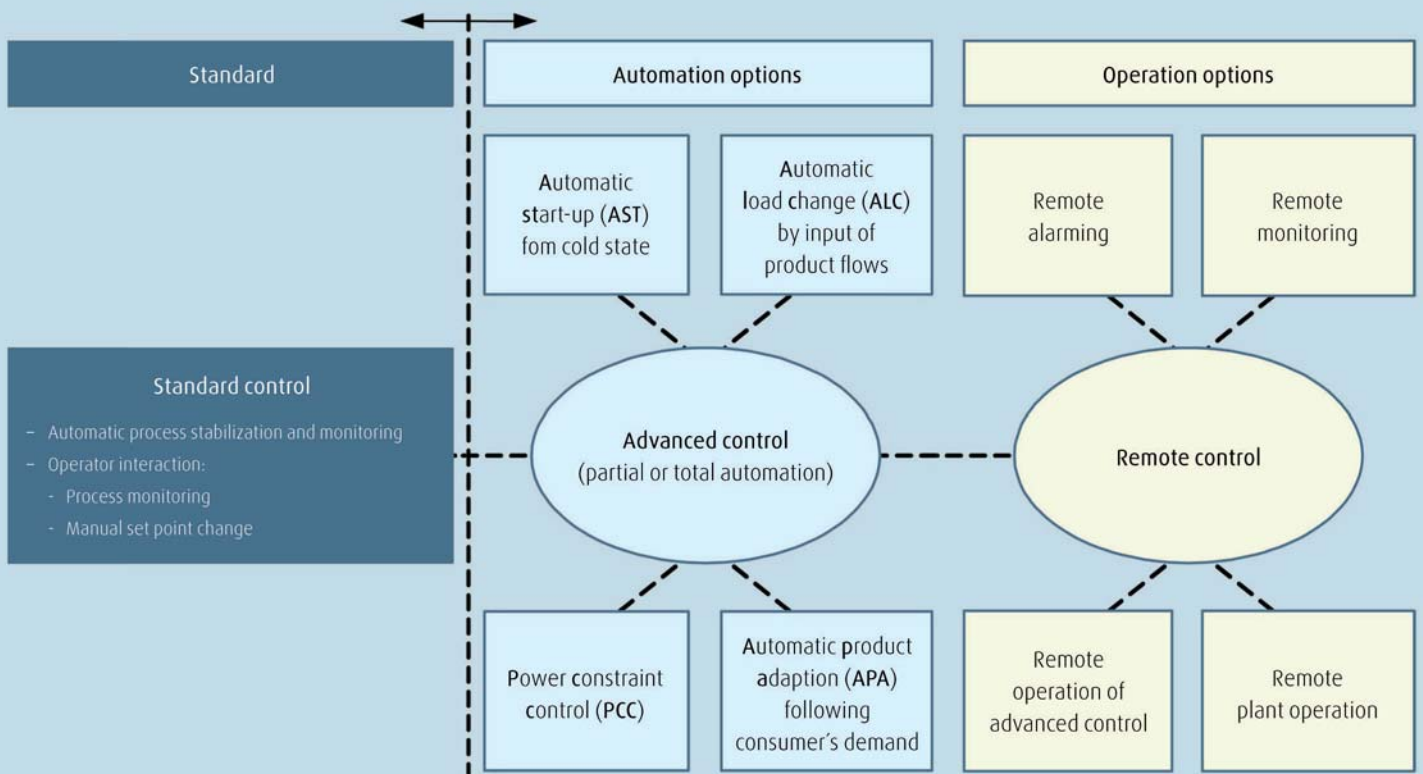 Standard
Automation options
Operation options
Automatic
start-up (AST)
fom cold state
Automatic
load change (ALC)
by input of
product flows
Remote
alarming
Remote
monitoring
Standard control
– Automatic process stabilization and monitoring
– Operator interaction:
- Process monitoring
- Manual set point change
Advanced control
(partial or total automation)
Remote control
Power constraint
control (PCC)
Automatic product
adaption (APA)
following
consumer´s demand
Remote
operation of
advanced control
Remote
plant operation